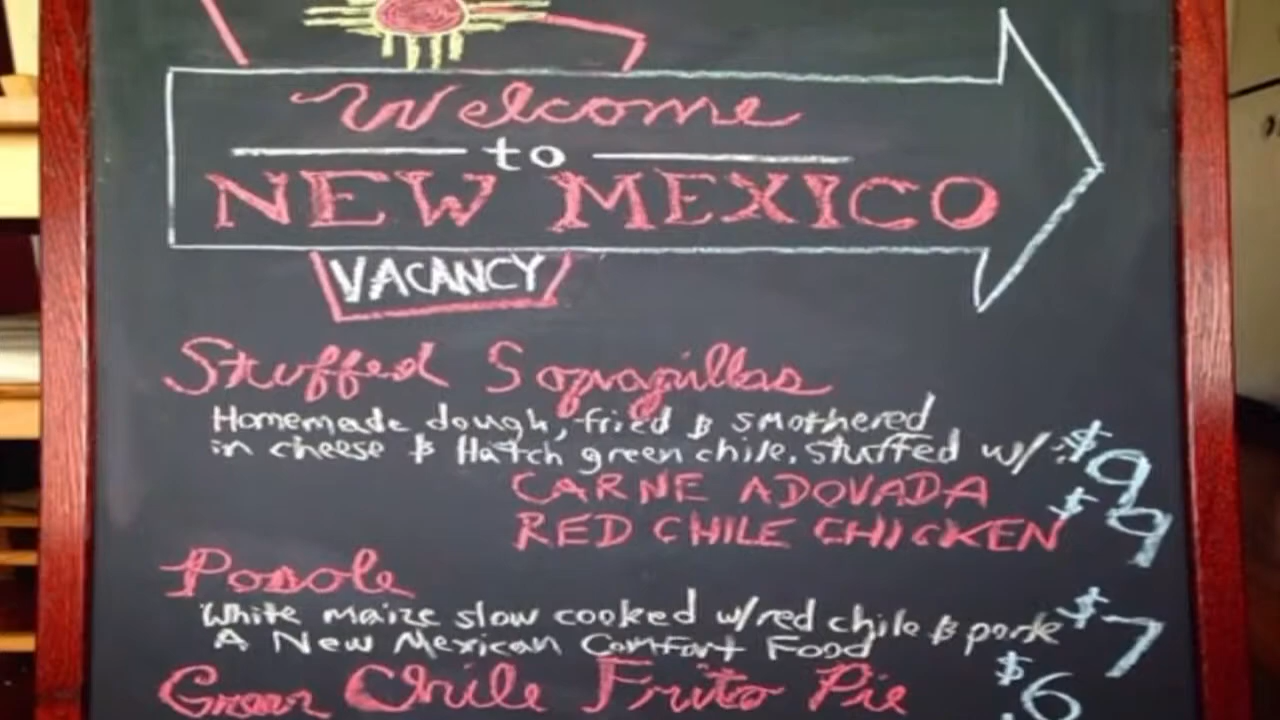 Welcome
to
NEW MEXICO
VACANCY
Stuffed Sopapillas
Homemade dough, fried & smothered
in cheese & Hatch green chile. Stuffed w/: $9
CARNE ADOVADA
RED CHILE CHICKEN $9
Posole
White maize slow cooked w/red chile & pork $7
A New Mexican Comfort Food
Green Chile Frito Pie $6